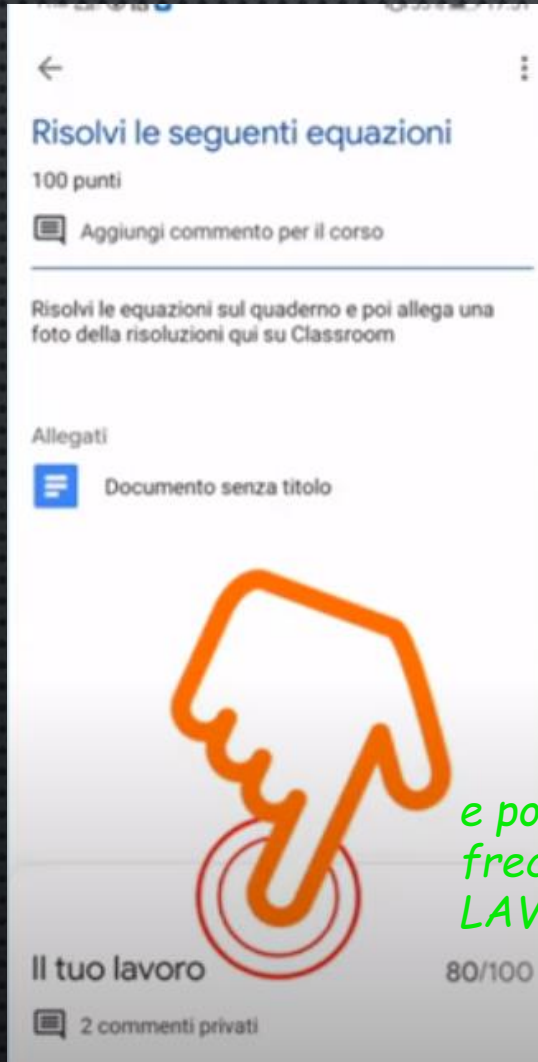 Risolvi le seguenti equazioni
100 punti
Aggiungi commento per il corso
Risolvi le equazioni sul quaderno e poi allega una
foto della risoluzioni qui su Classroom
Allegati
Documento senza titolo
e po
frec
LAV
Il tuo lavoro 80/100
2 commenti privati